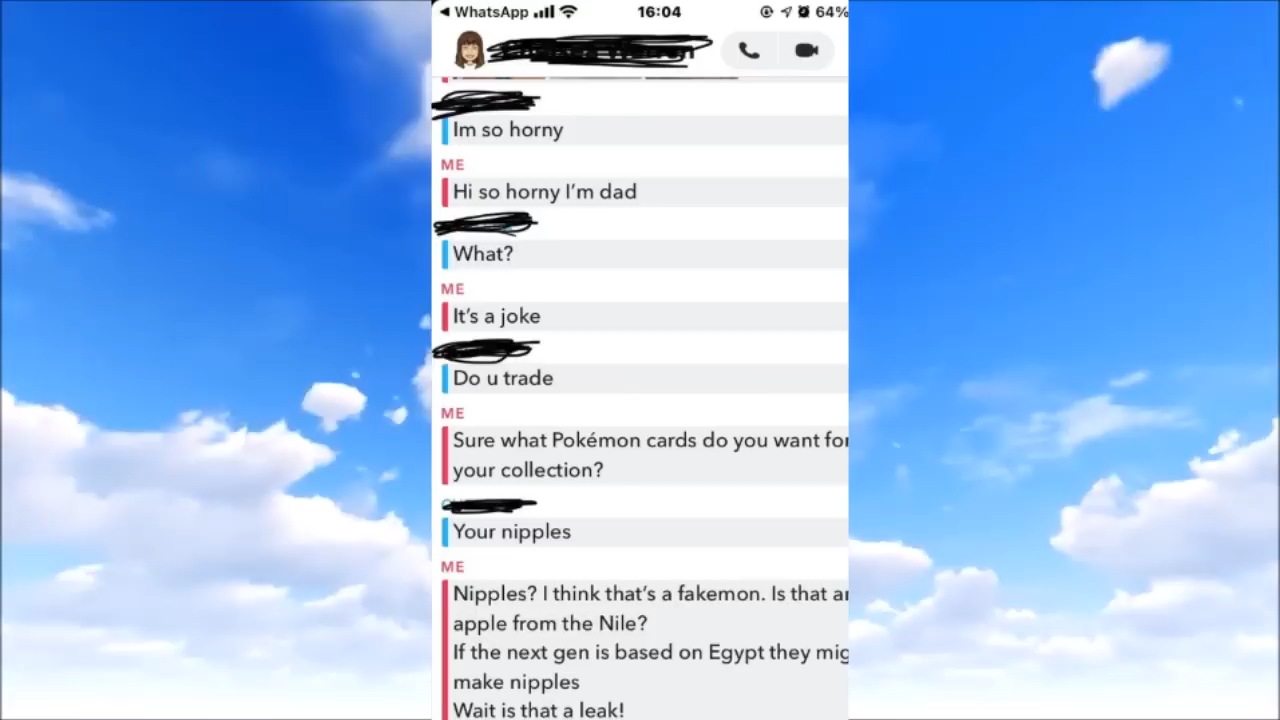 WhatsApp
16:04
64%
Im so horny
ME
Hi so horny I'm dad
What?
ME
It's a joke
Do u trade
ME
Sure what Pokémon cards do you want for
your collection?
Your nipples
ME
Nipples? I think that's a fakemon. Is that an
apple from the Nile?
If the next gen is based on Egypt they mig
make nipples
Wait is that a leak!